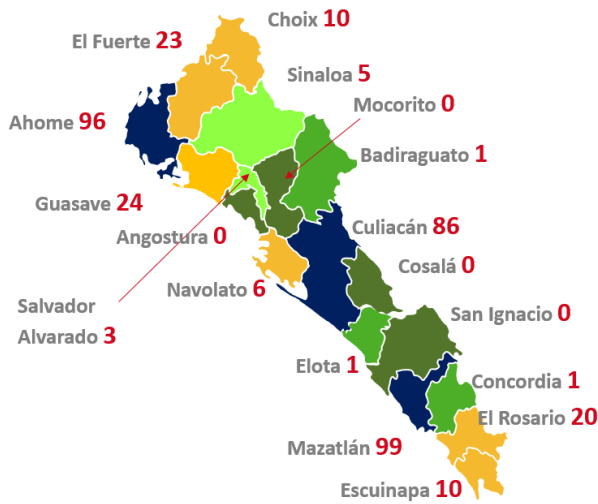 Choix 10
El Fuerte 23
Sinaloa 5
Mocorito 0
Ahome 96
Badiraguato 1
Guasave 24
Culiacán 86
Angostura 0
Cosalá 0
Navolato 6
Salvador
Alvarado 3
San Ignacio 0
Elota 1
Concordia 1
El Rosario 20
Mazatlán 99
Escuinapa 10